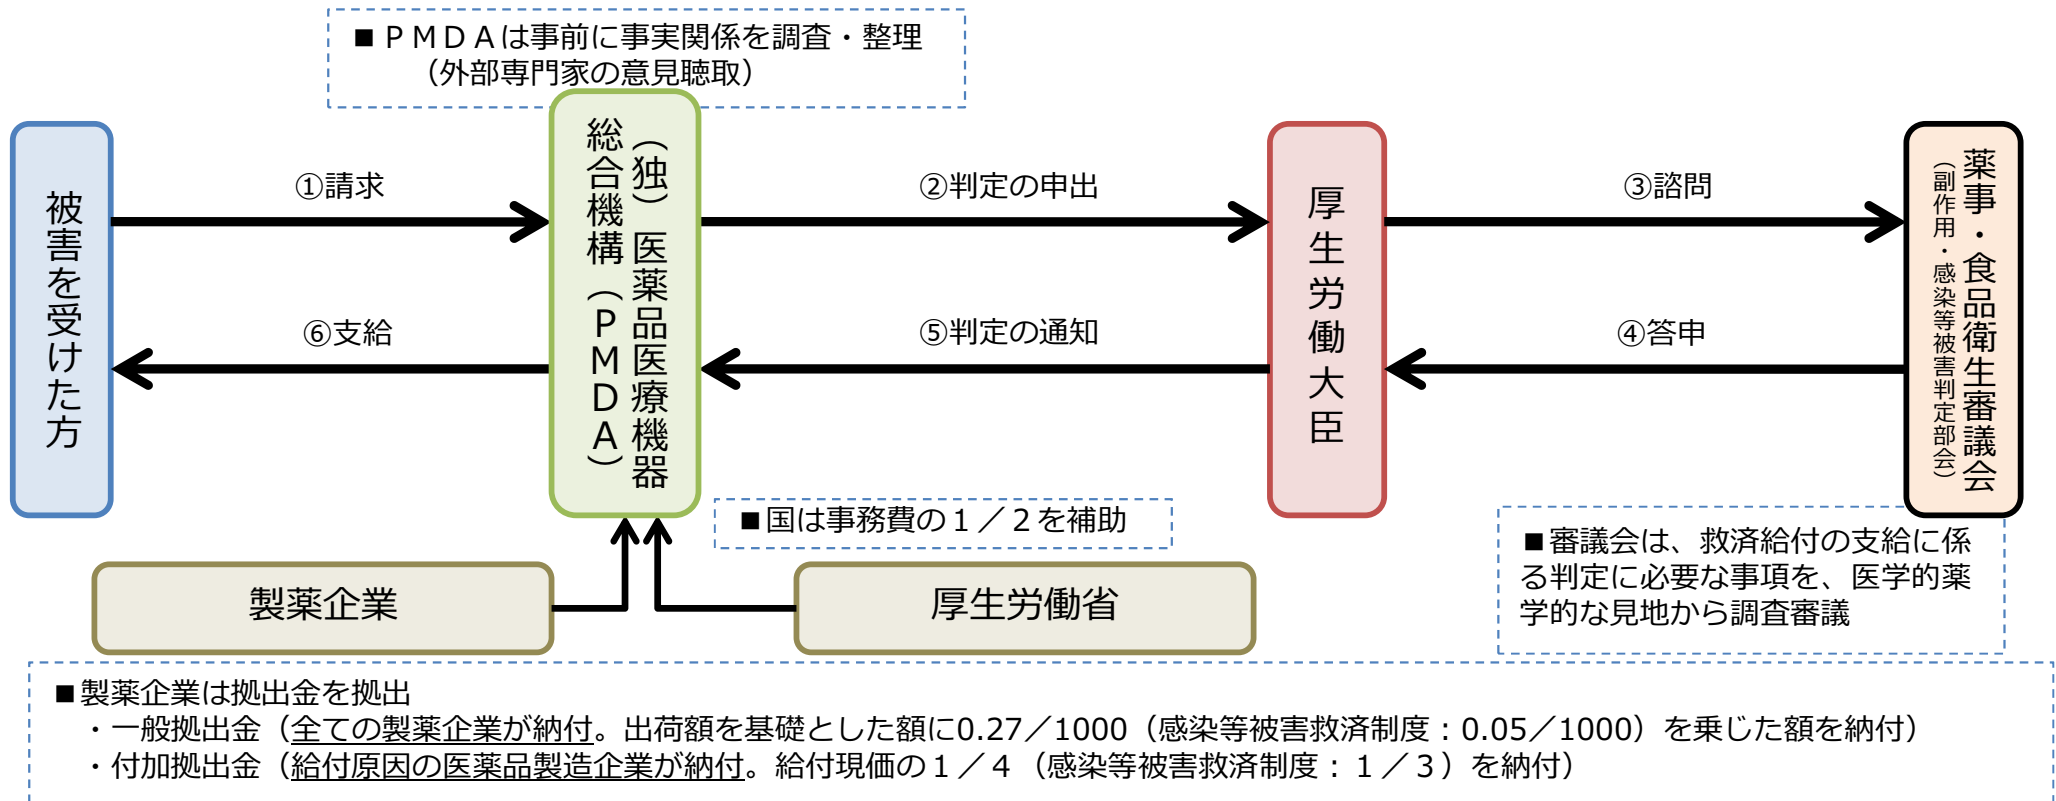 ■ＰＭＤＡは事前に事実関係を調査・整理
（外部専門家の意見聴取）
被害を受けた方
①請求
⑥支給
（独）医薬品医療機器
総合機構（ＰＭＤＡ）
②判定の申出
⑤判定の通知
厚生労働大臣
③諮問
④答申
薬事・食品衛生審議会
（副作用・感染等被害判定部会）
■国は事務費の１／２を補助
製薬企業
厚生労働省
■審議会は、救済給付の支給に係
る判定に必要な事項を、医学的薬
学的な見地から調査審議
■製薬企業は拠出金を拠出
・一般拠出金（全ての製薬企業が納付。出荷額を基礎とした額に0.27／1000（感染等被害救済制度：0.05／1000）を乗じた額を納付）
・付加拠出金（給付原因の医薬品製造企業が納付。給付現価の１／４（感染等被害救済制度：１／３）を納付）